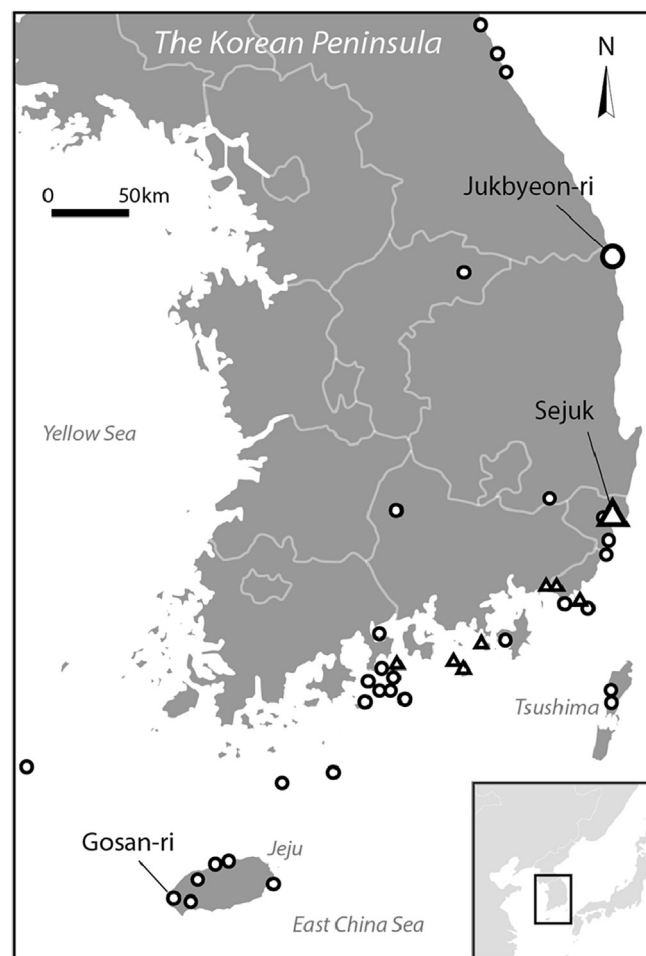 The Korean Peninsula
N
Jukbyeon-ri
0 50km
Sejuk
Yellow Sea
Tsushima
Gosan-ri
Jeju
East China Sea